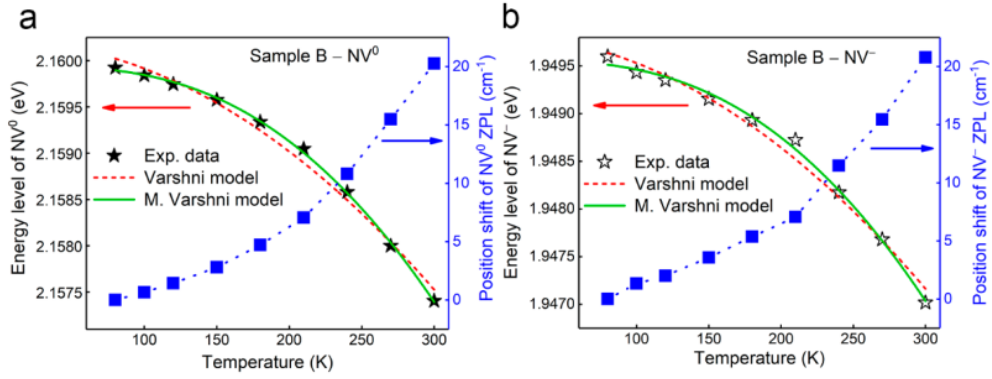 a
Sample B – NV⁰
Energy level of NV⁰ (eV)
2.1600
2.1595
2.1590
2.1585
2.1580
2.1575
Exp. data
Varshni model
M. Varshni model
100
150
200
250
300
Temperature (K)
20
15
10
5
0
Position shift of NV⁰ ZPL (cm⁻¹)
b
Sample B – NV⁻
Energy level of NV⁻ (eV)
1.9495
1.9490
1.9485
1.9480
1.9475
1.9470
Exp. data
Varshni model
M. Varshni model
100
150
200
250
300
Temperature (K)
20
15
10
5
0
Position shift of NV⁻ ZPL (cm⁻¹)